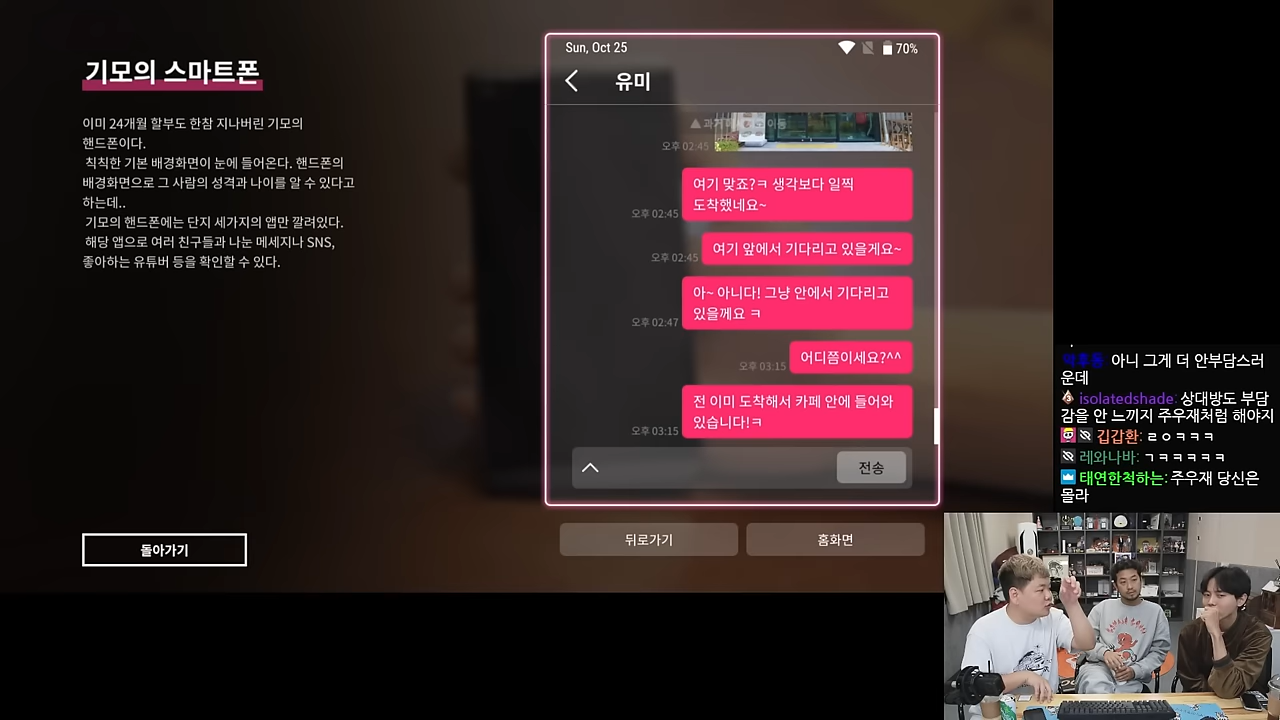 기모의 스마트폰
이미 24개월 할부도 한참 지나버린 기모의
핸드폰이다.
칙칙한 기본 배경화면이 눈에 들어온다. 핸드폰의
배경화면으로 그 사람의 성격과 나이를 알 수 있다고
하는데..
기모의 핸드폰에는 단지 세가지의 앱만 깔려있다.
해당 앱으로 여러 친구들과 나눈 메세지나 SNS,
좋아하는 유튜버 등을 확인할 수 있다.
돌아가기
Sun, Oct 25
70%
유미
오후 02:45
여기 맞죠?ㅋ 생각보다 일찍
도착했네요~
오후 02:45
여기 앞에서 기다리고 있을게요~
오후 02:45
아~ 아니다! 그냥 안에서 기다리고
있을께요 ㅋ
오후 02:47
어디쯤이세요?^^
오후 03:15
전 이미 도착해서 카페 안에 들어와
있습니다!ㅋ
오후 03:15
전송
뒤로가기
홈화면
아니 그게 더 안부담스러
운데
isolatedshade: 상대방도 부담
감을 안 느끼지 주우재처럼 해야지
김갑환: ㄹㅇㅋㅋㅋ
레와나바: ㄱㅋㅋㅋㅋㅋ
태연한척하는: 주우재 당신은
몰라